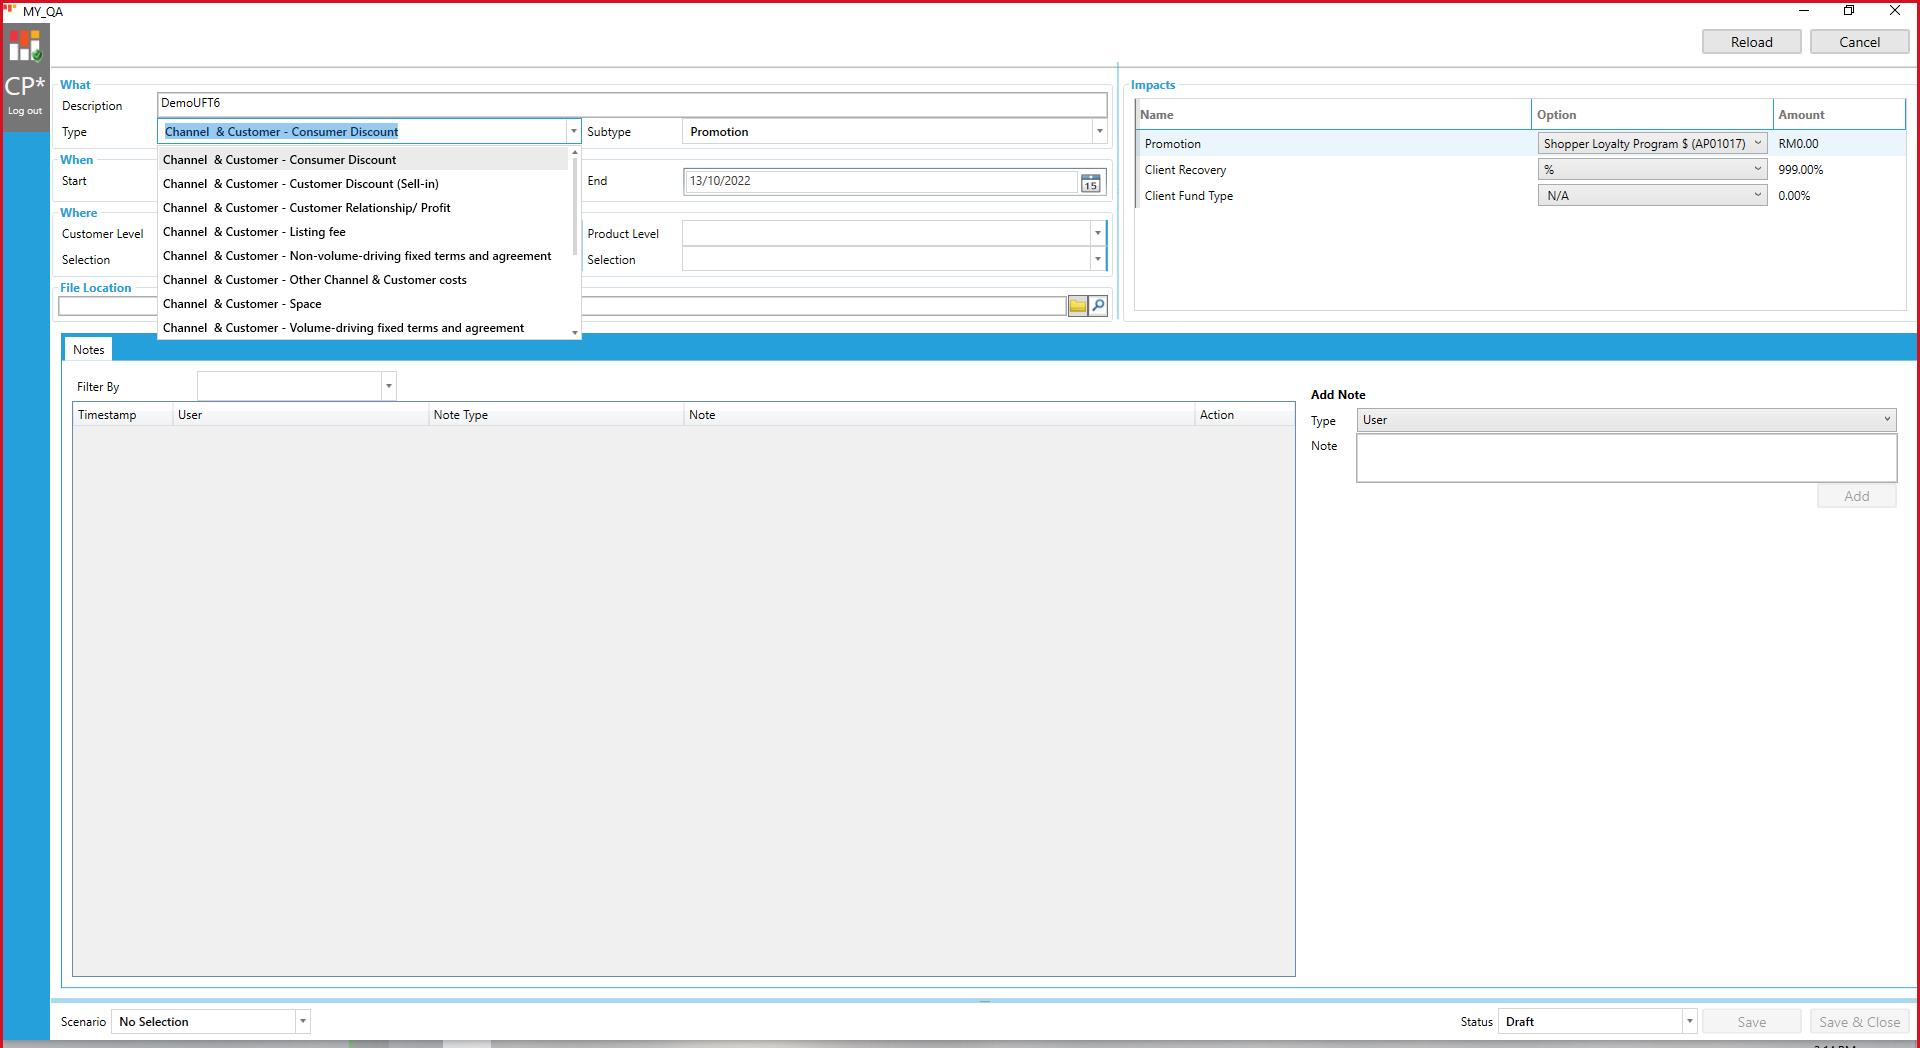 MY_QA
Reload Cancel
CP*
Log out
What
Description DemoUFT6
Type Channel & Customer - Consumer Discount Subtype Promotion
Channel & Customer - Consumer Discount
Channel & Customer - Customer Discount (Sell-in)
Channel & Customer - Customer Relationship/ Profit
Channel & Customer - Listing fee
Channel & Customer - Non-volume-driving fixed terms and agreement
Channel & Customer - Other Channel & Customer costs
Channel & Customer - Space
Channel & Customer - Volume-driving fixed terms and agreement
When
Start End 13/10/2022 15
Where
Customer Level Product Level
Selection Selection
File Location
Impacts
Name Option Amount
Promotion Shopper Loyalty Program $ (AP01017) RM0.00
Client Recovery % 999.00%
Client Fund Type N/A 0.00%
Notes
Filter By
Timestamp User Note Type Note Action
Add Note
Type User
Note
Add
Scenario No Selection Status Draft Save Save & Close